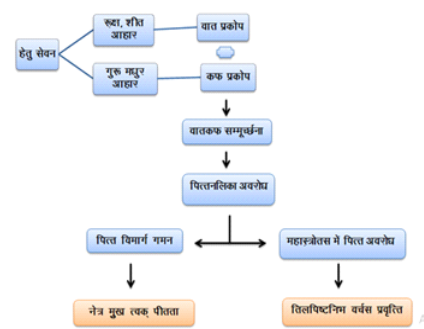 रूक्ष, शीत
आहार
वात प्रकोप
हेतु सेवन
गुरू मधुर
आहार
कफ प्रकोप
वातकफ सम्मूर्च्छना
पित्तनलिका अवरोध
पित्त विमार्ग गमन
महास्त्रोतस में पित्त अवरोध
नेत्र मुख त्वक् पीतता
तिलपिष्टनिभ वर्चस प्रवृत्ति